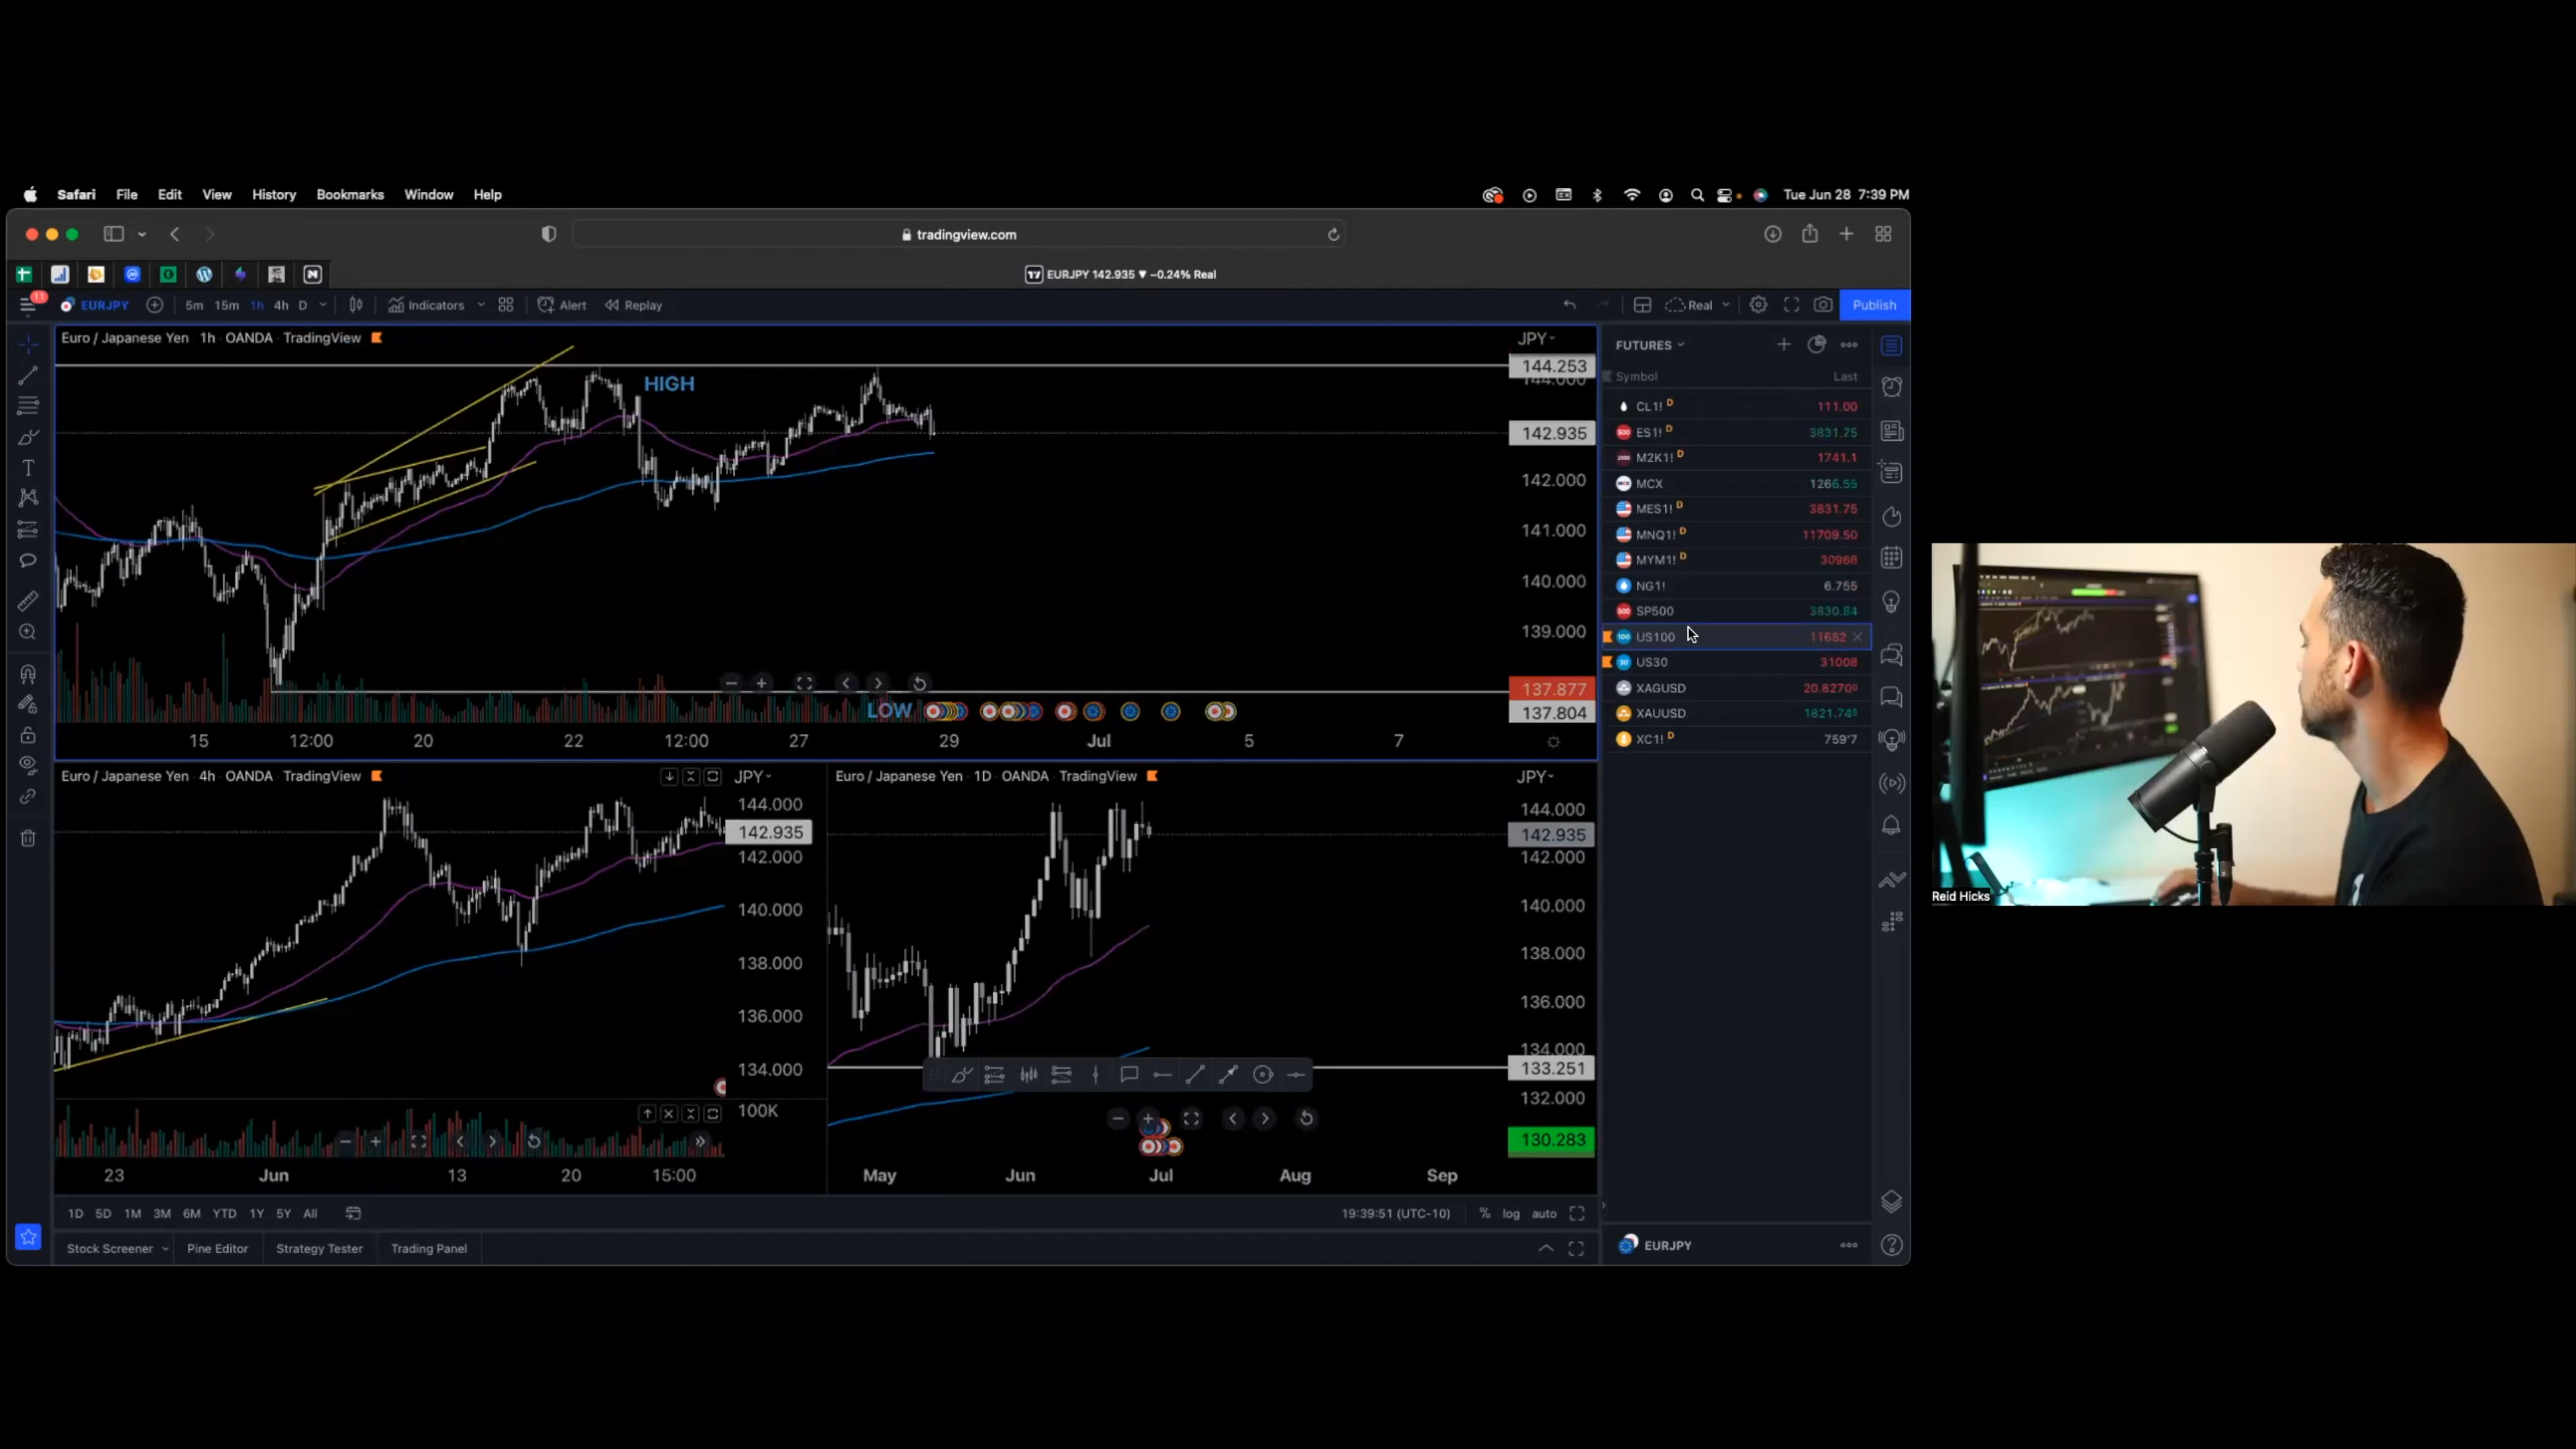 Safari File Edit View History Bookmarks Window Help
Tue Jun 28 7:39 PM
tradingview.com
EURJPY 142.935 ▼ −0.24% Real
11
EURJPY 5m 15m 1h 4h D Indicators Alert Replay
Real Publish
Euro / Japanese Yen 1h OANDA TradingView
JPY
144.253
144.000
142.935
142.000
141.000
140.000
139.000
137.877
137.804
HIGH
LOW
15 12:00 20 22 12:00 27 29 Jul 5 7
Euro / Japanese Yen 4h OANDA TradingView
JPY
144.000
142.935
142.000
140.000
138.000
136.000
134.000
100K
23 Jun 13 20 15:00
Euro / Japanese Yen 1D OANDA TradingView
JPY
144.000
142.935
142.000
140.000
138.000
136.000
134.000
133.251
132.000
130.283
May Jun Jul Aug Sep
1D 5D 1M 3M 6M YTD 1Y 5Y All
19:39:51 (UTC-10) % log auto
Stock Screener Pine Editor Strategy Tester Trading Panel
FUTURES
Symbol Last
CL1! D 111.00
ES1! D 3831.75
M2K1! D 1741.1
MCX 1266.55
MES1! D 3831.75
MNQ1! D 11709.50
MYM1! D 30968
NG1! 6.755
SP500 3830.84
US100 11682
US30 31008
XAGUSD 20.8270
XAUUSD 1821.74
XC1! D 759'7
EURJPY
Reid Hicks